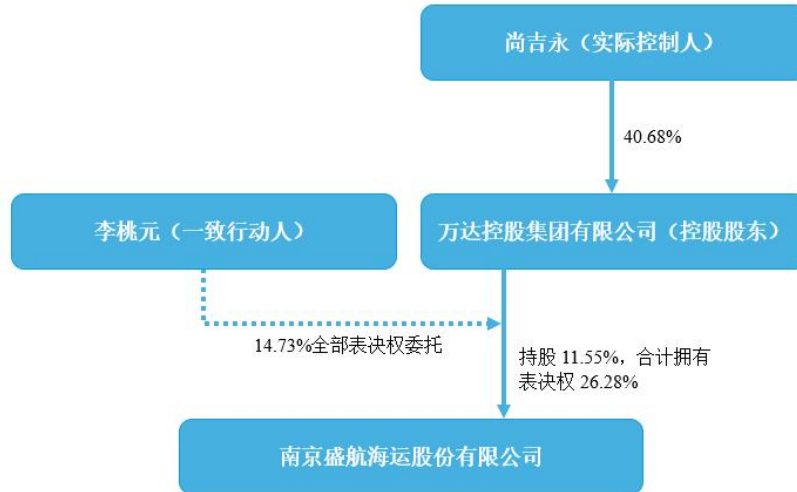 尚吉永（实际控制人）
40.68%
李桃元（一致行动人）
万达控股集团有限公司（控股股东）
14.73%全部表决权委托
持股 11.55%，合计拥有
表决权 26.28%
南京盛航海运股份有限公司